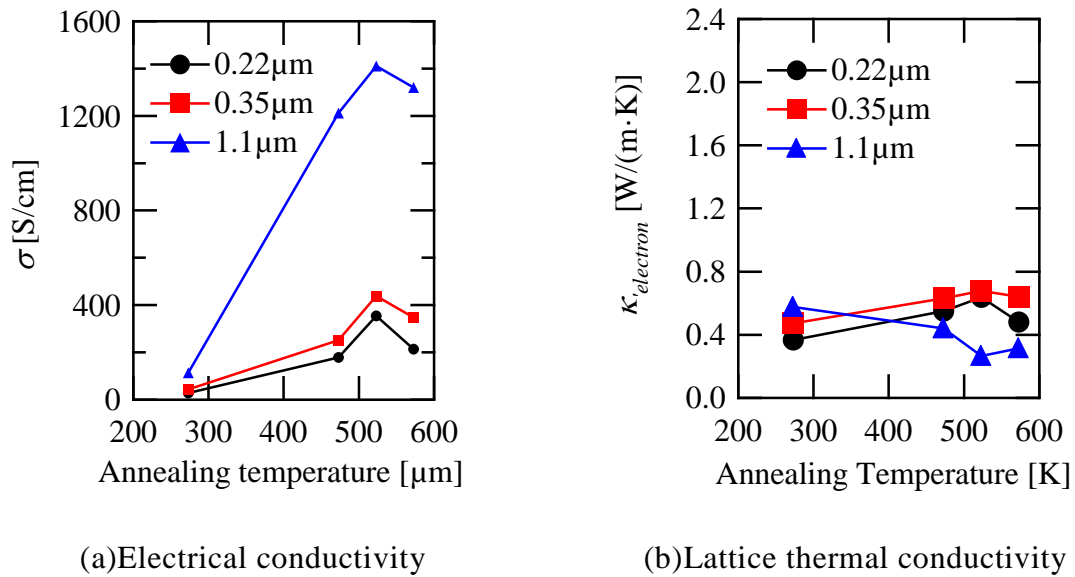 1600
1200
800
400
0
σ [S/cm]
0.22µm
0.35µm
1.1µm
200 300 400 500 600
Annealing temperature [µm]
(a)Electrical conductivity
2.4
2.0
1.6
1.2
0.8
0.4
0.0
κ,electron [W/(m·K)]
0.22µm
0.35µm
1.1µm
200 300 400 500 600
Annealing Temperature [K]
(b)Lattice thermal conductivity